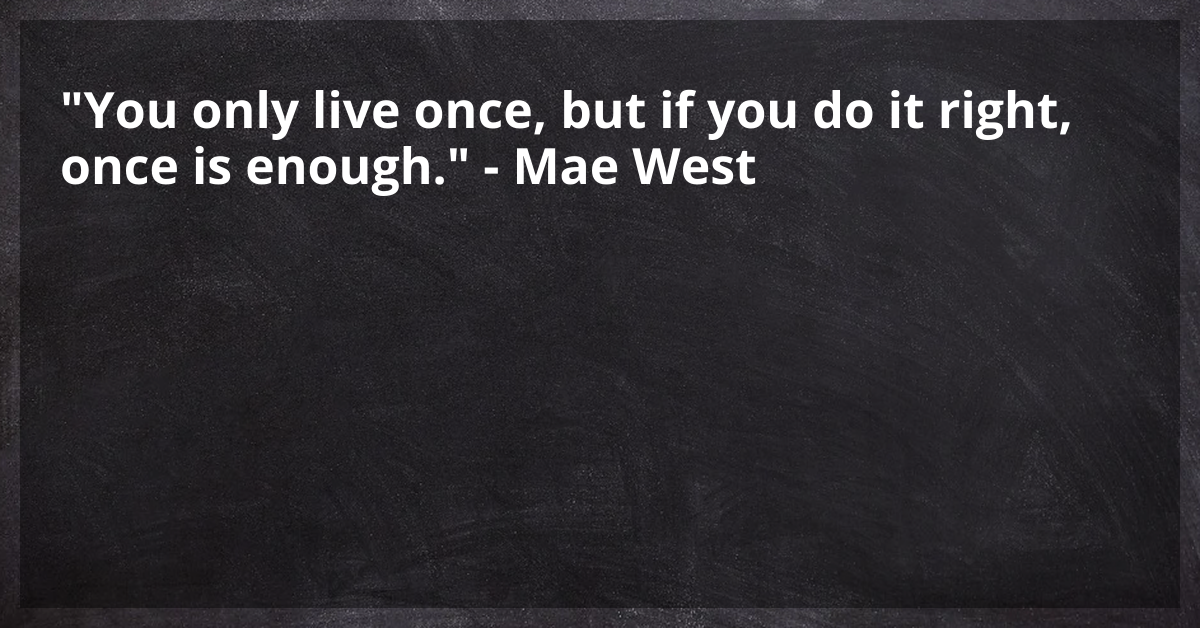 "You only live once, but if you do it right,
once is enough." - Mae West